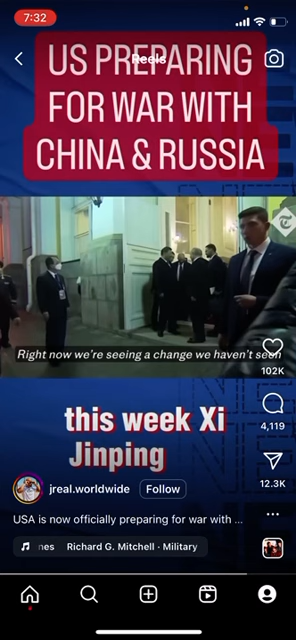 7:32
Reels
US PREPARING
FOR WAR WITH
CHINA & RUSSIA
Right now we're seeing a change we haven't seen
102K
this week Xi
Jinping
4,119
12.3K
jreal.worldwide
Follow
USA is now officially preparing for war with ...
nes Richard G. Mitchell · Military